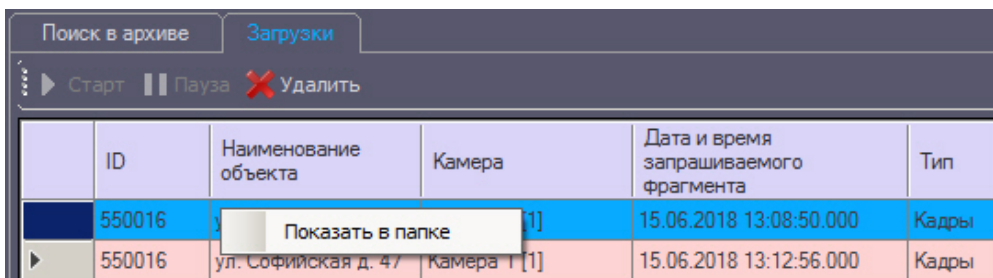 Поиск в архиве Загрузки
Старт Пауза Удалить
ID Наименование объекта Камера Дата и время запрашиваемого фрагмента Тип
550016 [1] 15.06.2018 13:08:50.000 Кадры
Показать в папке
550016 ул. Софийская д. 47 Камера 1 [1] 15.06.2018 13:12:56.000 Кадры